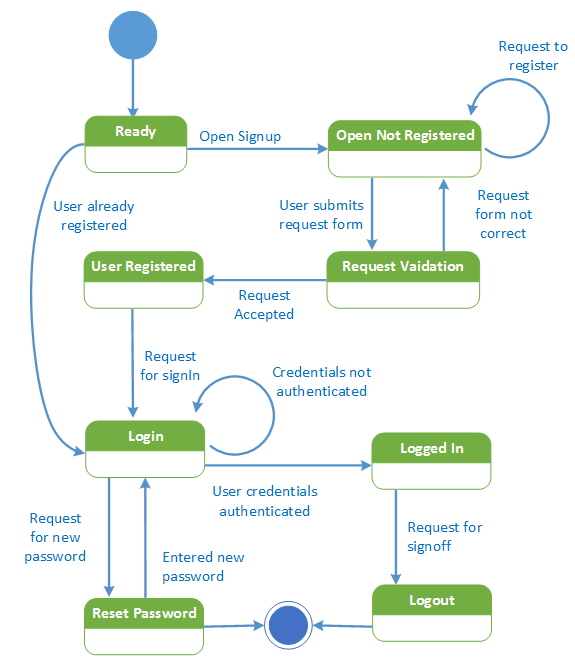 Request to
register
Ready
Open Signup
Open Not Registered
User already
registered
User submits
request form
Request
form not
correct
User Registered
Request Vaidation
Request
Accepted
Request
for signIn
Credentials not
authenticated
Login
Logged In
User credentials
authenticated
Request
for new
password
Entered new
password
Request for
signoff
Reset Password
Logout